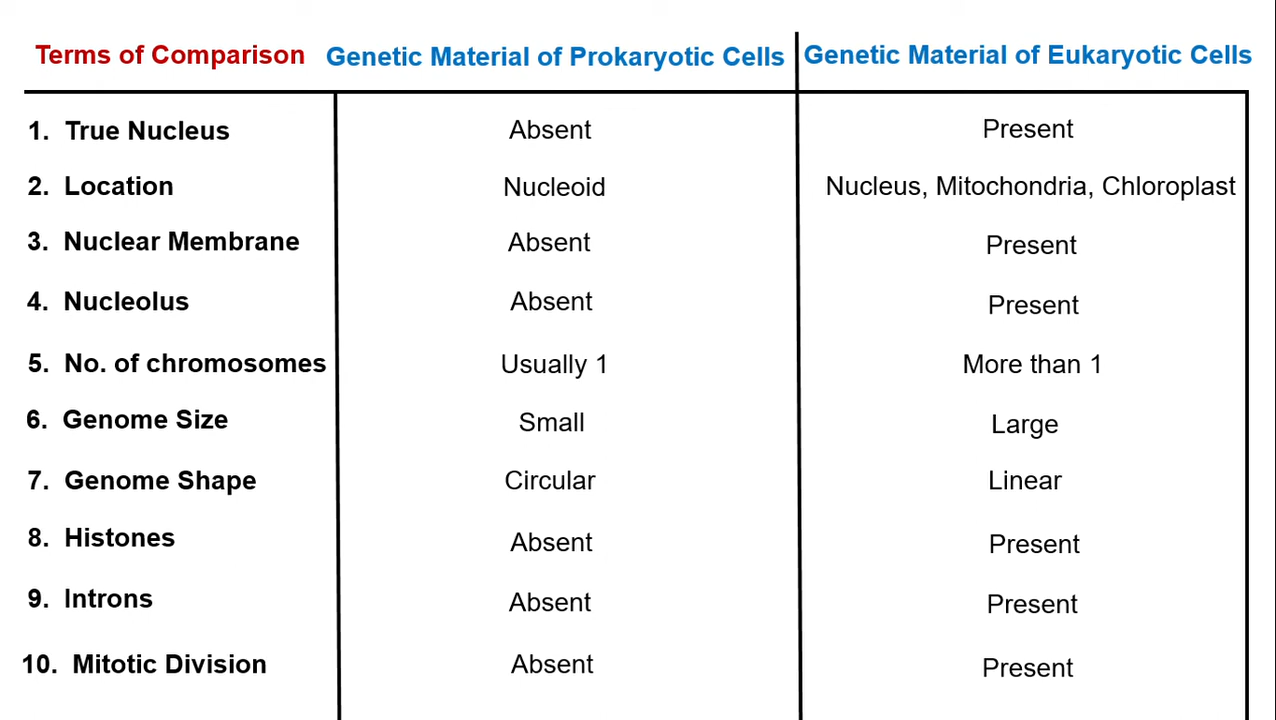 Terms of Comparison Genetic Material of Prokaryotic Cells Genetic Material of Eukaryotic Cells
1. True Nucleus Absent Present
2. Location Nucleoid Nucleus, Mitochondria, Chloroplast
3. Nuclear Membrane Absent Present
4. Nucleolus Absent Present
5. No. of chromosomes Usually 1 More than 1
6. Genome Size Small Large
7. Genome Shape Circular Linear
8. Histones Absent Present
9. Introns Absent Present
10. Mitotic Division Absent Present